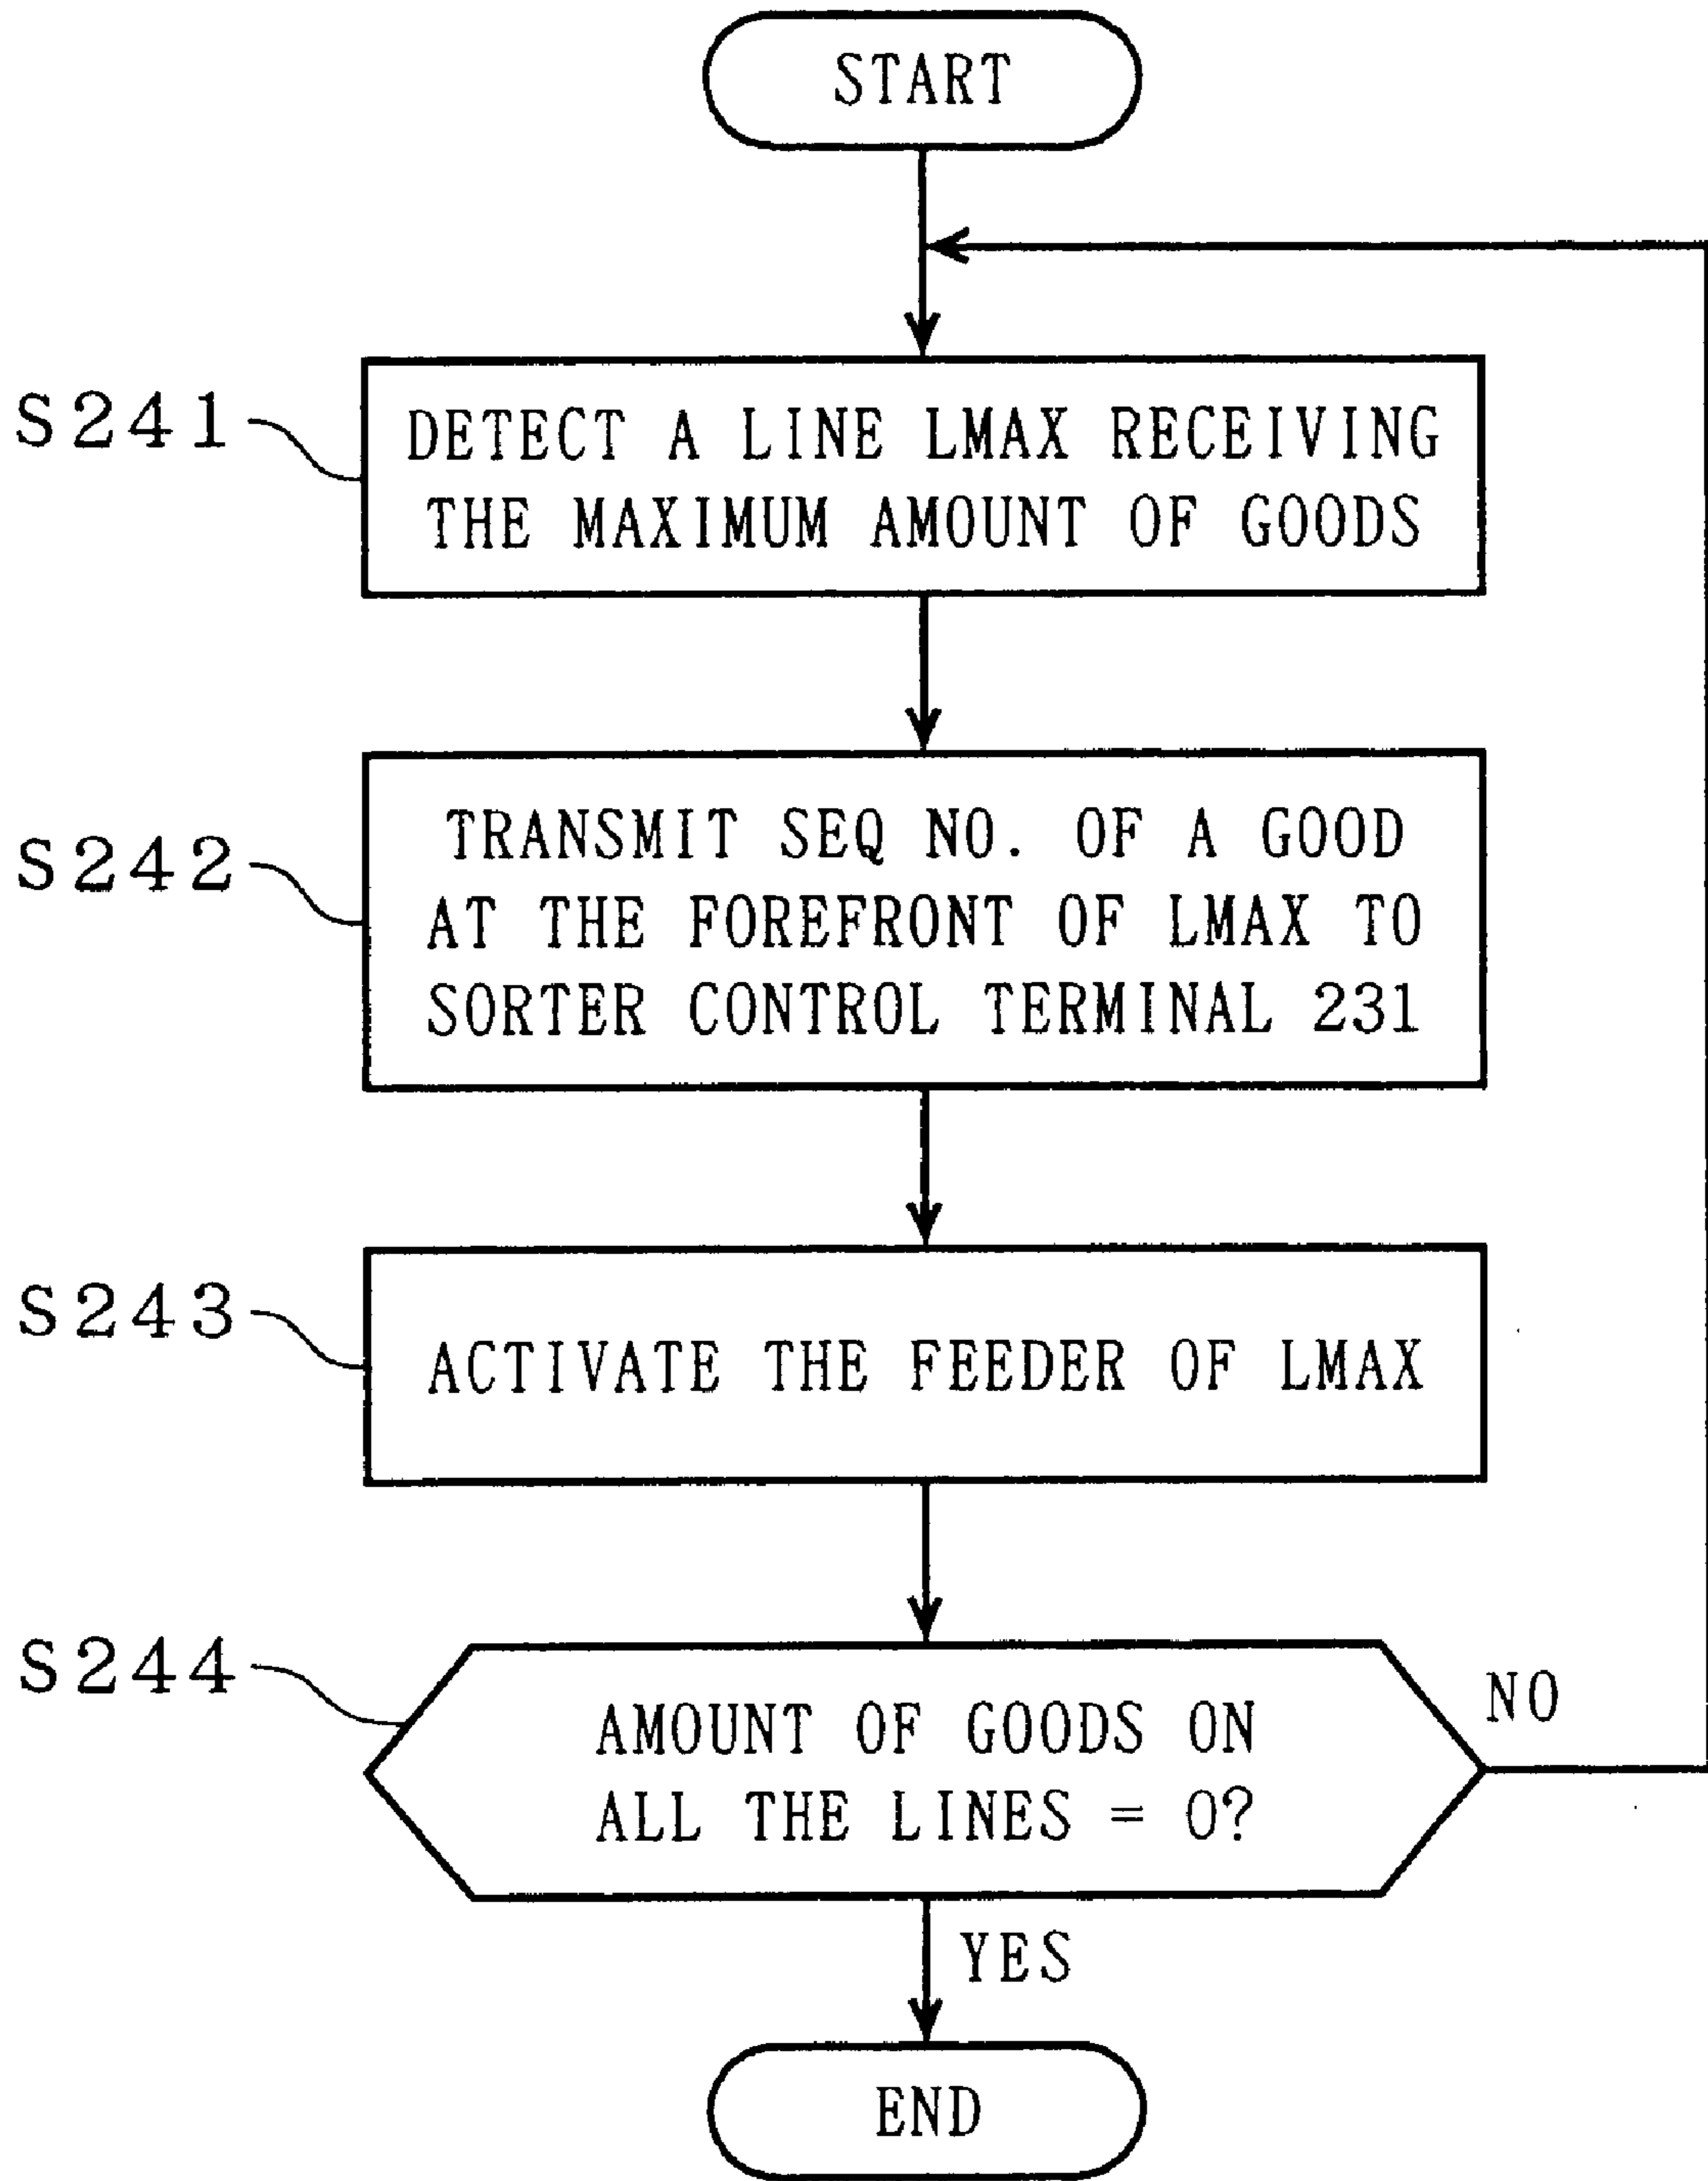 START
S241
DETECT A LINE LMAX RECEIVING
THE MAXIMUM AMOUNT OF GOODS
S242
TRANSMIT SEQ NO. OF A GOOD
AT THE FOREFRONT OF LMAX TO
SORTER CONTROL TERMINAL 231
S243
ACTIVATE THE FEEDER OF LMAX
S244
AMOUNT OF GOODS ON
ALL THE LINES = 0?
NO
YES
END